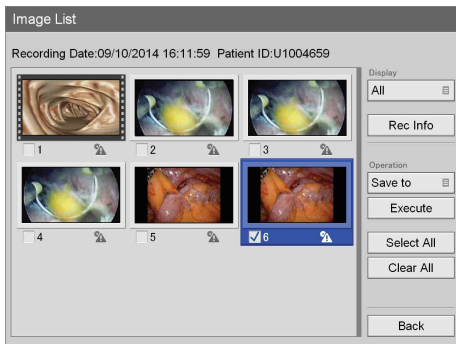 Image List
Recording Date:09/10/2014 16:11:59 Patient ID:U1004659
Display
All
Rec Info
1
2
3
Operation
Save to
Execute
4
5
6
Select All
Clear All
Back